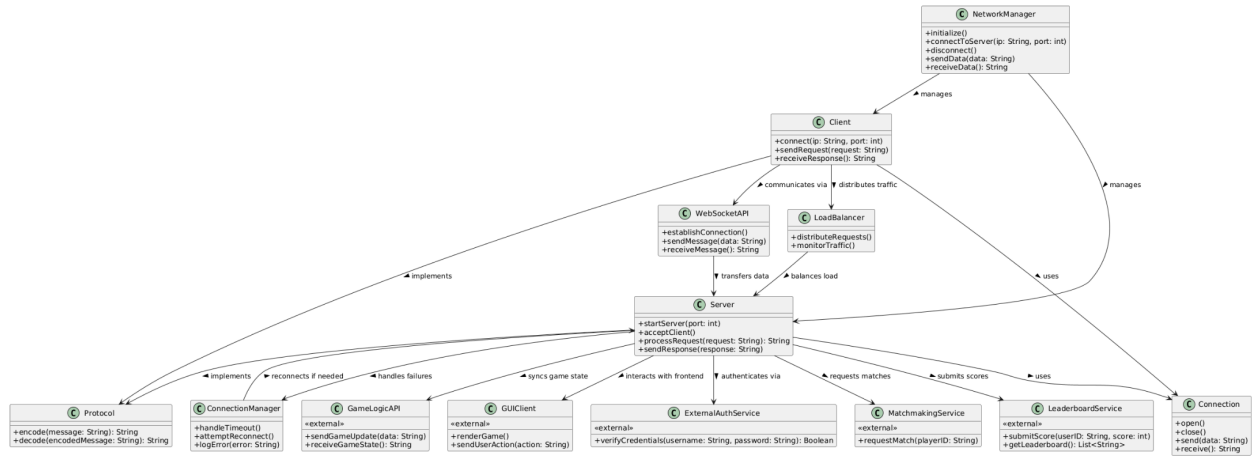 C NetworkManager
+initialize()
+connectToServer(ip: String, port: int)
+disconnect()
+sendData(data: String)
+receiveData(): String
manages
C Client
+connect(ip: String, port: int)
+sendRequest(request: String)
+receiveResponse(): String
communicates via
distributes traffic
manages
C WebSocketAPI
+establishConnection()
+sendMessage(data: String)
+receiveMessage(): String
C LoadBalancer
+distributeRequests()
+monitorTraffic()
implements
transfers data
balances load
uses
C Server
+startServer(port: int)
+acceptClient()
+processRequest(request: String): String
+sendResponse(response: String)
implements
reconnects if needed
handles failures
syncs game state
interacts with frontend
authenticates via
requests matches
submits scores
uses
C Protocol
+encode(message: String): String
+decode(encodedMessage: String): String
C ConnectionManager
+handleTimeout()
+attemptReconnect()
+logError(error: String)
C GameLogicAPI
«external»
+sendGameUpdate(data: String)
+receiveGameState(): String
C GUIClient
«external»
+renderGame()
+sendUserAction(action: String)
C ExternalAuthService
«external»
+verifyCredentials(username: String, password: String): Boolean
C MatchmakingService
«external»
+requestMatch(playerID: String)
C LeaderboardService
«external»
+submitScore(userID: String, score: int)
+getLeaderboard(): List<String>
C Connection
+open()
+close()
+send(data: String)
+receive(): String